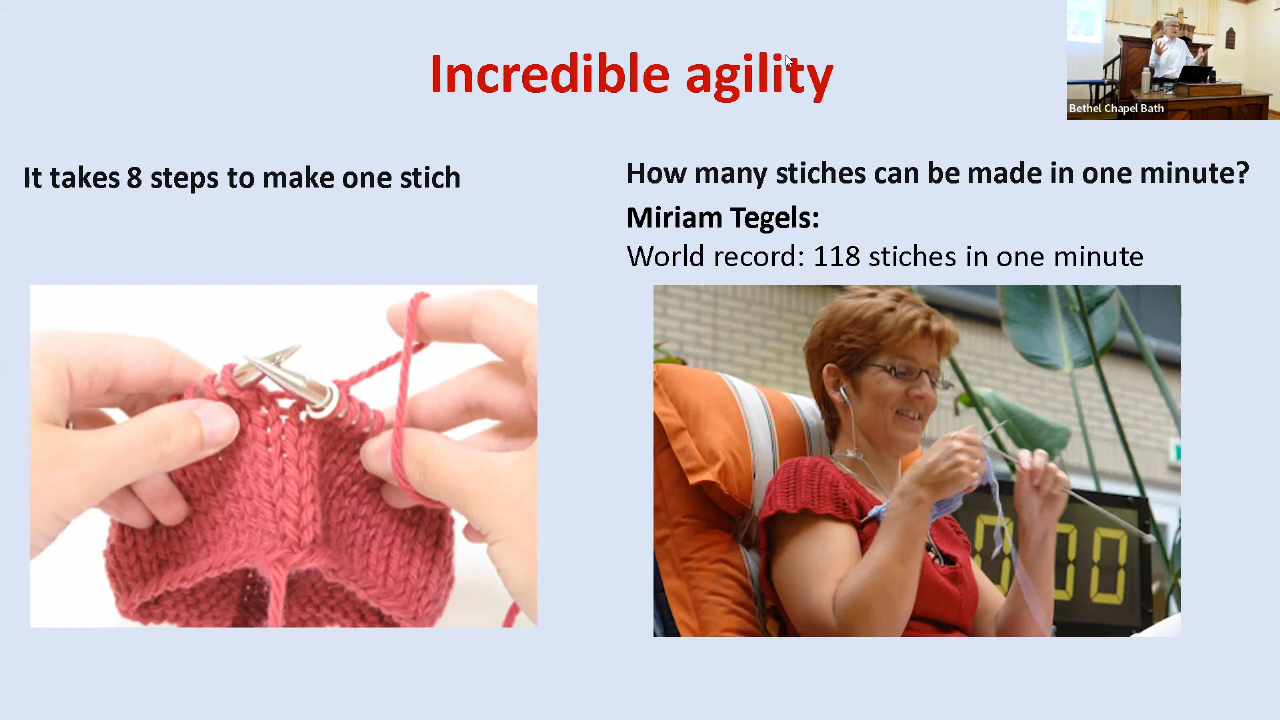 Incredible agility
Bethel Chapel Bath
It takes 8 steps to make one stich
How many stiches can be made in one minute?
Miriam Tegels:
World record: 118 stiches in one minute